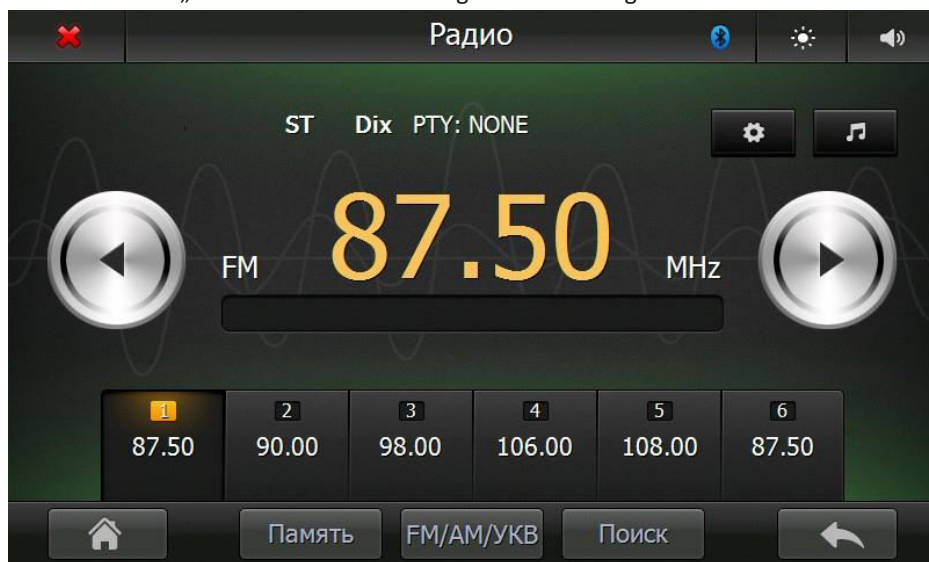 Радио
ST Dix PTY: NONE
FM 87.50 MHz
1 2 3 4 5 6
87.50 90.00 98.00 106.00 108.00 87.50
Память FM/AM/УКВ Поиск